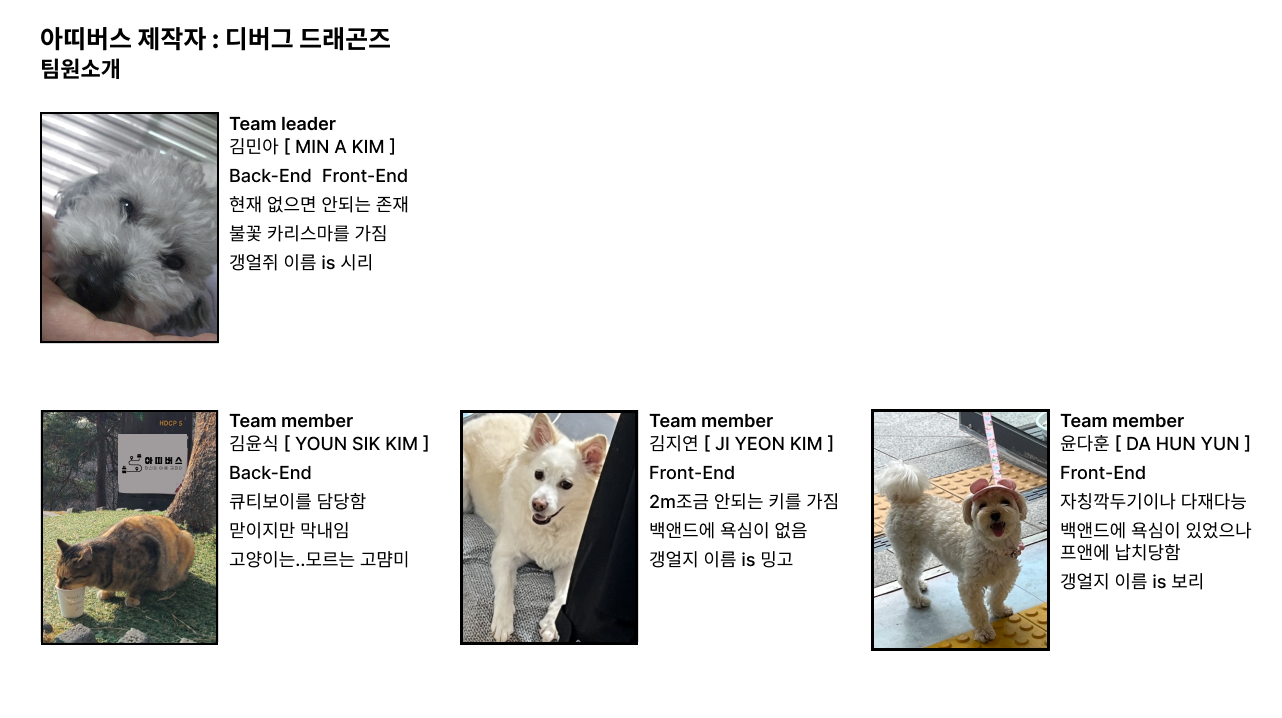 아띠버스 제작자 : 디버그 드래곤즈
팀원소개
Team leader
김민아 [ MIN A KIM ]
Back-End Front-End
현재 없으면 안되는 존재
불꽃 카리스마를 가짐
갱얼쥐 이름 is 시리
HDCP 5
아띠버스
Team member
김윤식 [ YOUN SIK KIM ]
Back-End
큐티보이를 담당함
맏이지만 막내임
고양이는..모르는 고먐미
Team member
김지연 [ JI YEON KIM ]
Front-End
2m조금 안되는 키를 가짐
백앤드에 욕심이 없음
갱얼지 이름 is 밍고
Team member
윤다훈 [ DA HUN YUN ]
Front-End
자칭깍두기이나 다재다능
백앤드에 욕심이 있었으나
프앤에 납치당함
갱얼지 이름 is 보리